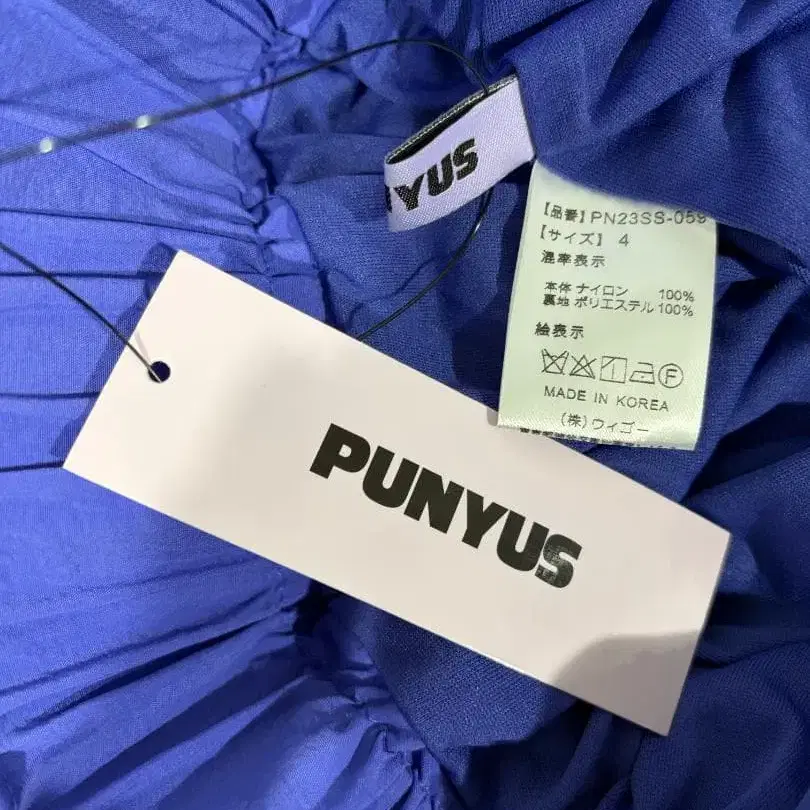 NYUS
【品番】PN23SS-059
【サイズ】 4
混率表示
本体 ナイロン 100%
裏地 ポリエステル 100%
絵表示
F
MADE IN KOREA
(株)ウィゴー
PUNYUS